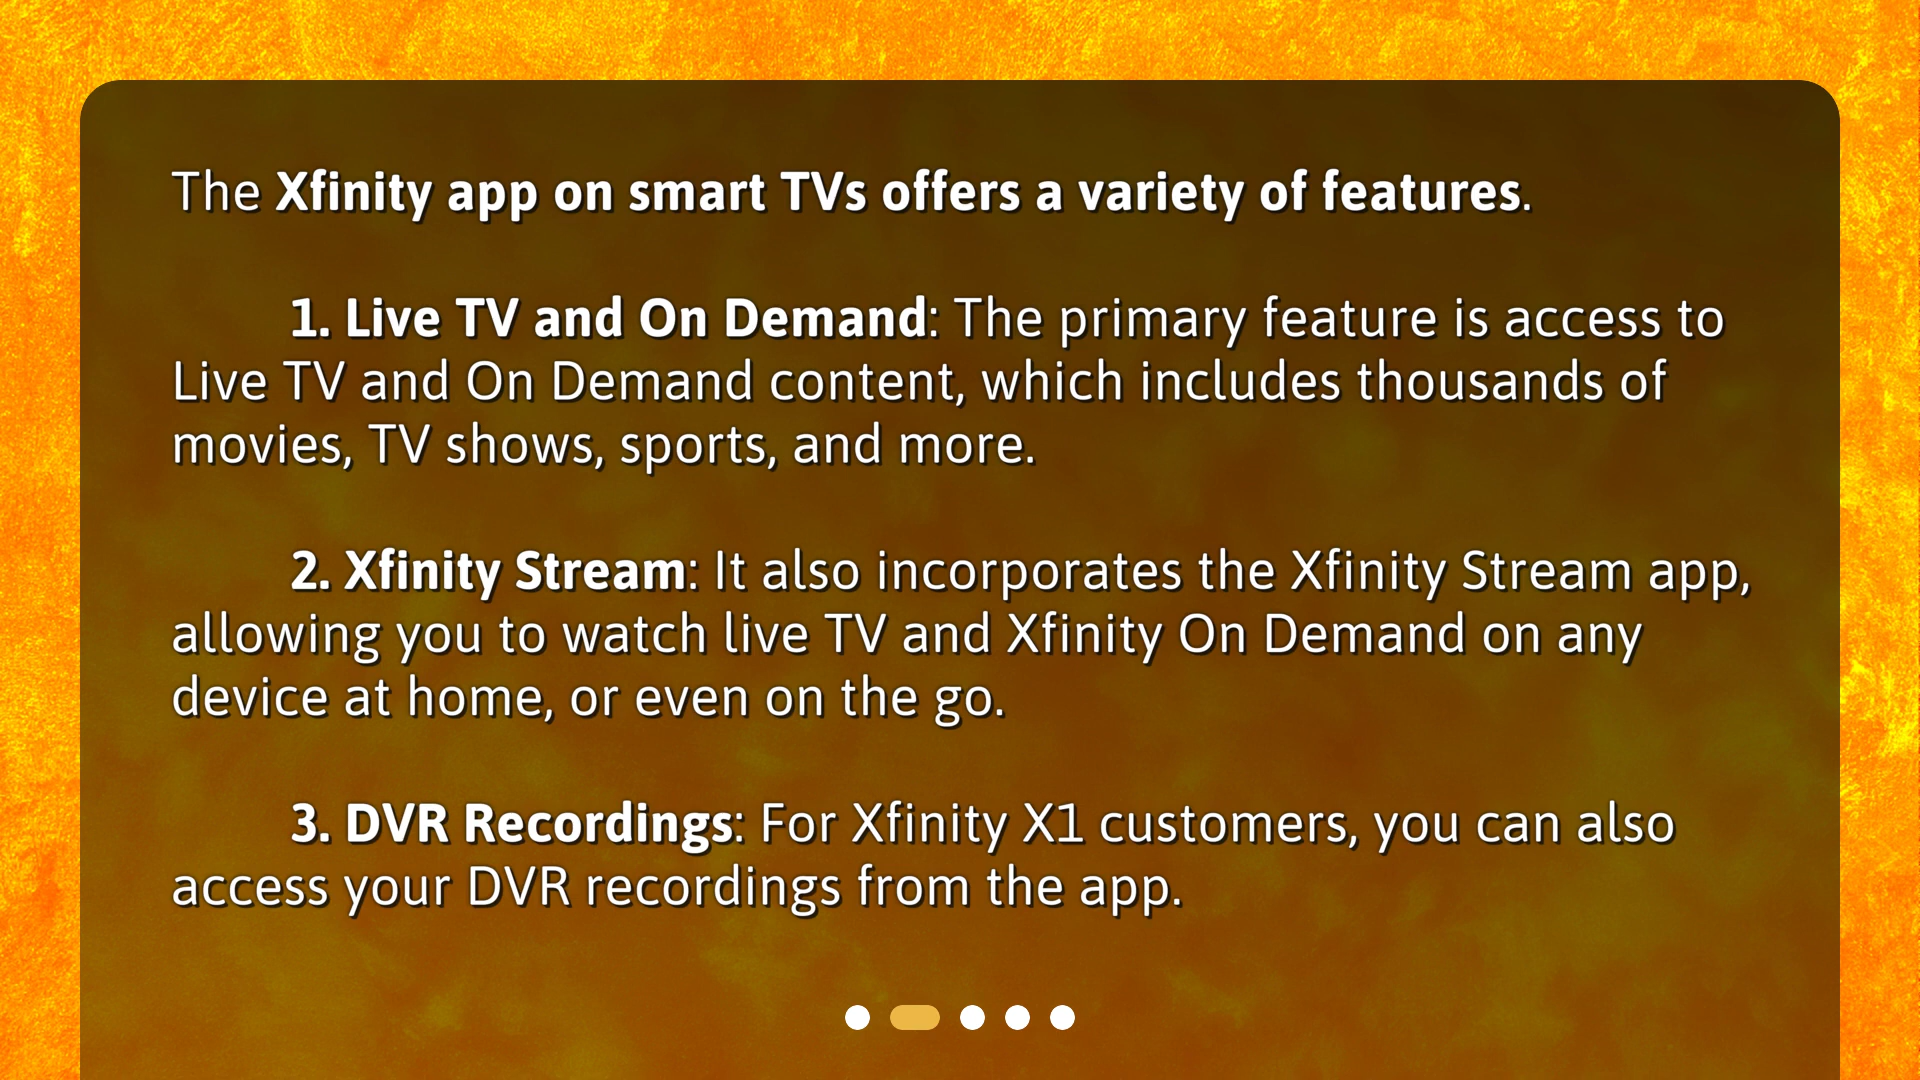 The Xfinity app on smart TVs offers a variety of features.
1. Live TV and On Demand: The primary feature is access to
Live TV and On Demand content, which includes thousands of
movies, TV shows, sports, and more.
2. Xfinity Stream: It also incorporates the Xfinity Stream app,
allowing you to watch live TV and Xfinity On Demand on any
device at home, or even on the go.
3. DVR Recordings: For Xfinity X1 customers, you can also
access your DVR recordings from the app.